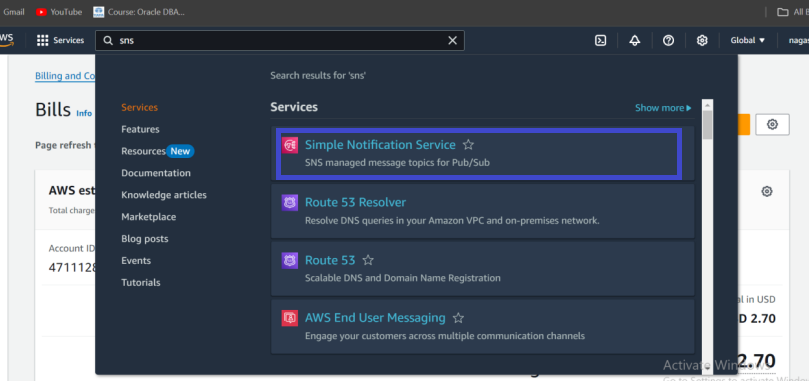 Gmail YouTube Course: Oracle DBA... All B
AWS Services sns Global nagas
Search results for 'sns'
Billing and Co
Services
Features
Resources New
Documentation
Knowledge articles
Marketplace
Blog posts
Events
Tutorials
Services Show more
Simple Notification Service
SNS managed message topics for Pub/Sub
Route 53 Resolver
Resolve DNS queries in your Amazon VPC and on-premises network.
Route 53
Scalable DNS and Domain Name Registration
AWS End User Messaging
Engage your customers across multiple communication channels
Bills Info
Page refresh t
AWS est
Total charge
Account ID
4711128
al in USD
D 2.70
2.70
Activate Windows
Go to Settings to activate Window